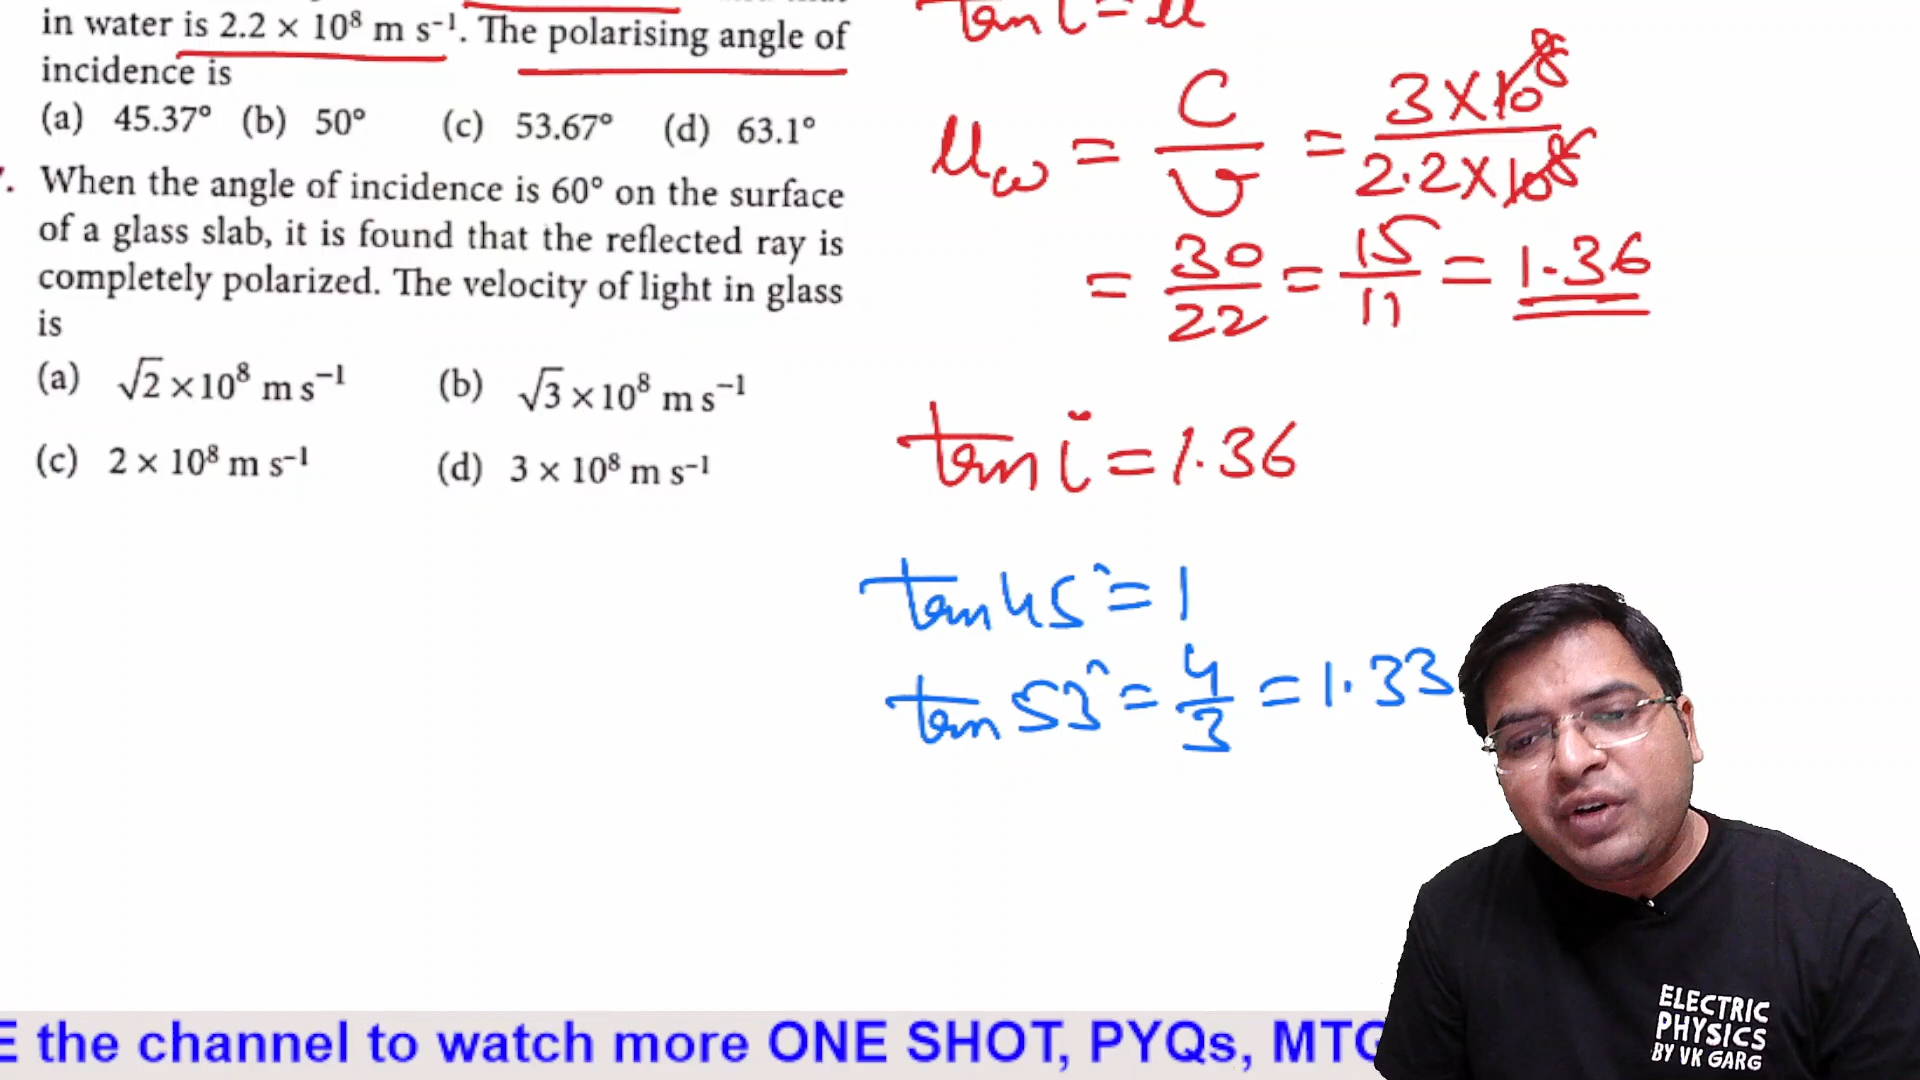 in water is 2.2 × 10⁸ m s⁻¹. The polarising angle of
incidence is
(a) 45.37° (b) 50° (c) 53.67° (d) 63.1°
. When the angle of incidence is 60° on the surface
of a glass slab, it is found that the reflected ray is
completely polarized. The velocity of light in glass
is
(a) √2 × 10⁸ m s⁻¹ (b) √3 × 10⁸ m s⁻¹
(c) 2 × 10⁸ m s⁻¹ (d) 3 × 10⁸ m s⁻¹
tan i = μ
μw = C/v = 3×10⁸/2.2×10⁸
= 30/22 = 15/11 = 1.36
tan i = 1.36
tan 45° = 1
tan 53° = 4/3 = 1.33
ELECTRIC
PHYSICS
BY VK GARG
E the channel to watch more ONE SHOT, PYQs, MTG